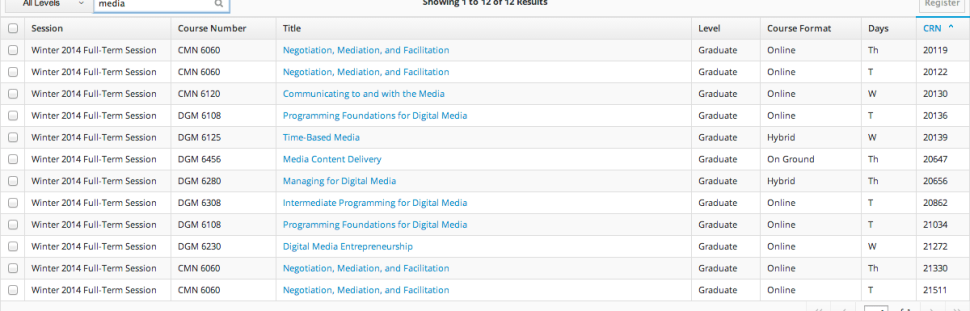 All Levels media Showing 1 to 12 of 12 Results Register
Session Course Number Title Level Course Format Days CRN
Winter 2014 Full-Term Session CMN 6060 Negotiation, Mediation, and Facilitation Graduate Online Th 20119
Winter 2014 Full-Term Session CMN 6060 Negotiation, Mediation, and Facilitation Graduate Online T 20122
Winter 2014 Full-Term Session CMN 6120 Communicating to and with the Media Graduate Online W 20130
Winter 2014 Full-Term Session DGM 6108 Programming Foundations for Digital Media Graduate Online T 20136
Winter 2014 Full-Term Session DGM 6125 Time-Based Media Graduate Hybrid W 20139
Winter 2014 Full-Term Session DGM 6456 Media Content Delivery Graduate On Ground Th 20647
Winter 2014 Full-Term Session DGM 6280 Managing for Digital Media Graduate Hybrid Th 20656
Winter 2014 Full-Term Session DGM 6308 Intermediate Programming for Digital Media Graduate Online T 20862
Winter 2014 Full-Term Session DGM 6108 Programming Foundations for Digital Media Graduate Online T 21034
Winter 2014 Full-Term Session DGM 6230 Digital Media Entrepreneurship Graduate Online W 21272
Winter 2014 Full-Term Session CMN 6060 Negotiation, Mediation, and Facilitation Graduate Online Th 21330
Winter 2014 Full-Term Session CMN 6060 Negotiation, Mediation, and Facilitation Graduate Online T 21511